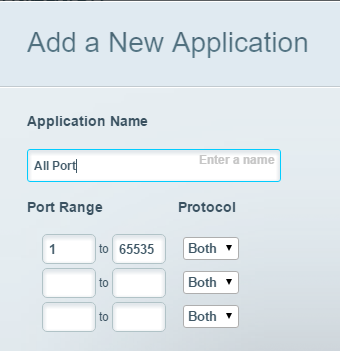 Add a New Application
Application Name
All Port Enter a name
Port Range Protocol
1 to 65535 Both
to Both
to Both